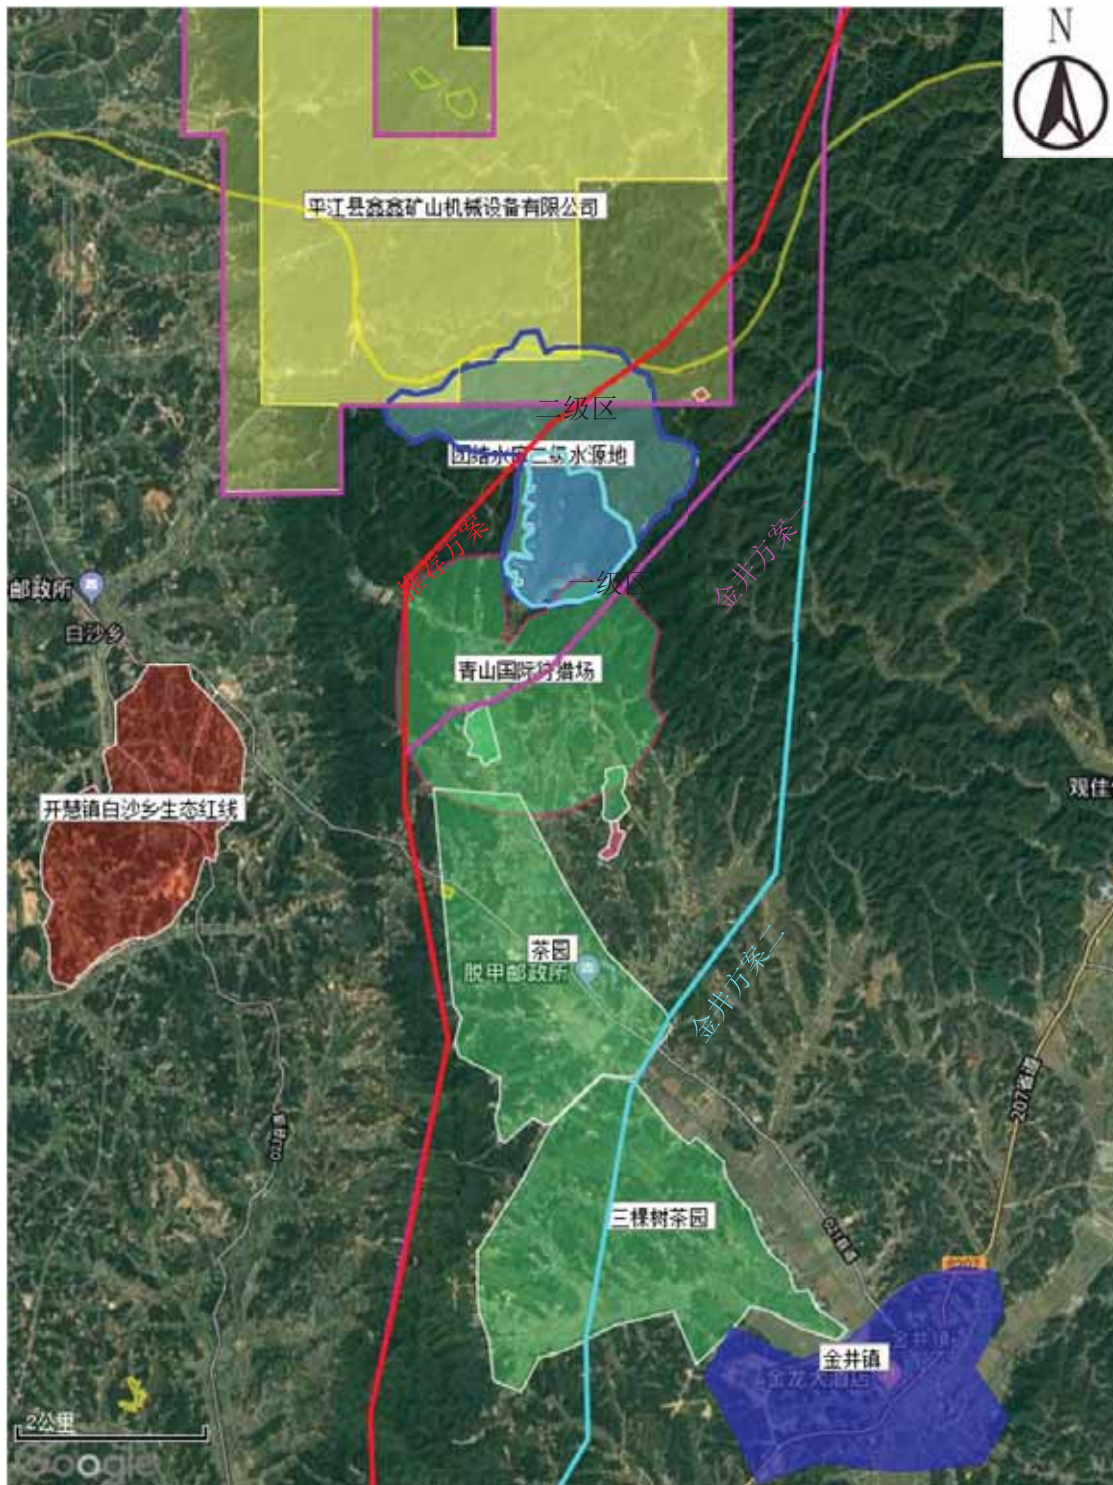 N
平江县鑫鑫矿山机械设备有限公司
二级区
团结水库二级水源地
推荐方案
金井方案一
一级区
邮政所
白沙乡
青山国际狩猎场
观佳
开慧镇白沙乡生态红线
茶园
脱甲邮政所
金井方案二
207省道
三棵树茶园
金井镇
金井镇
2公里
Google